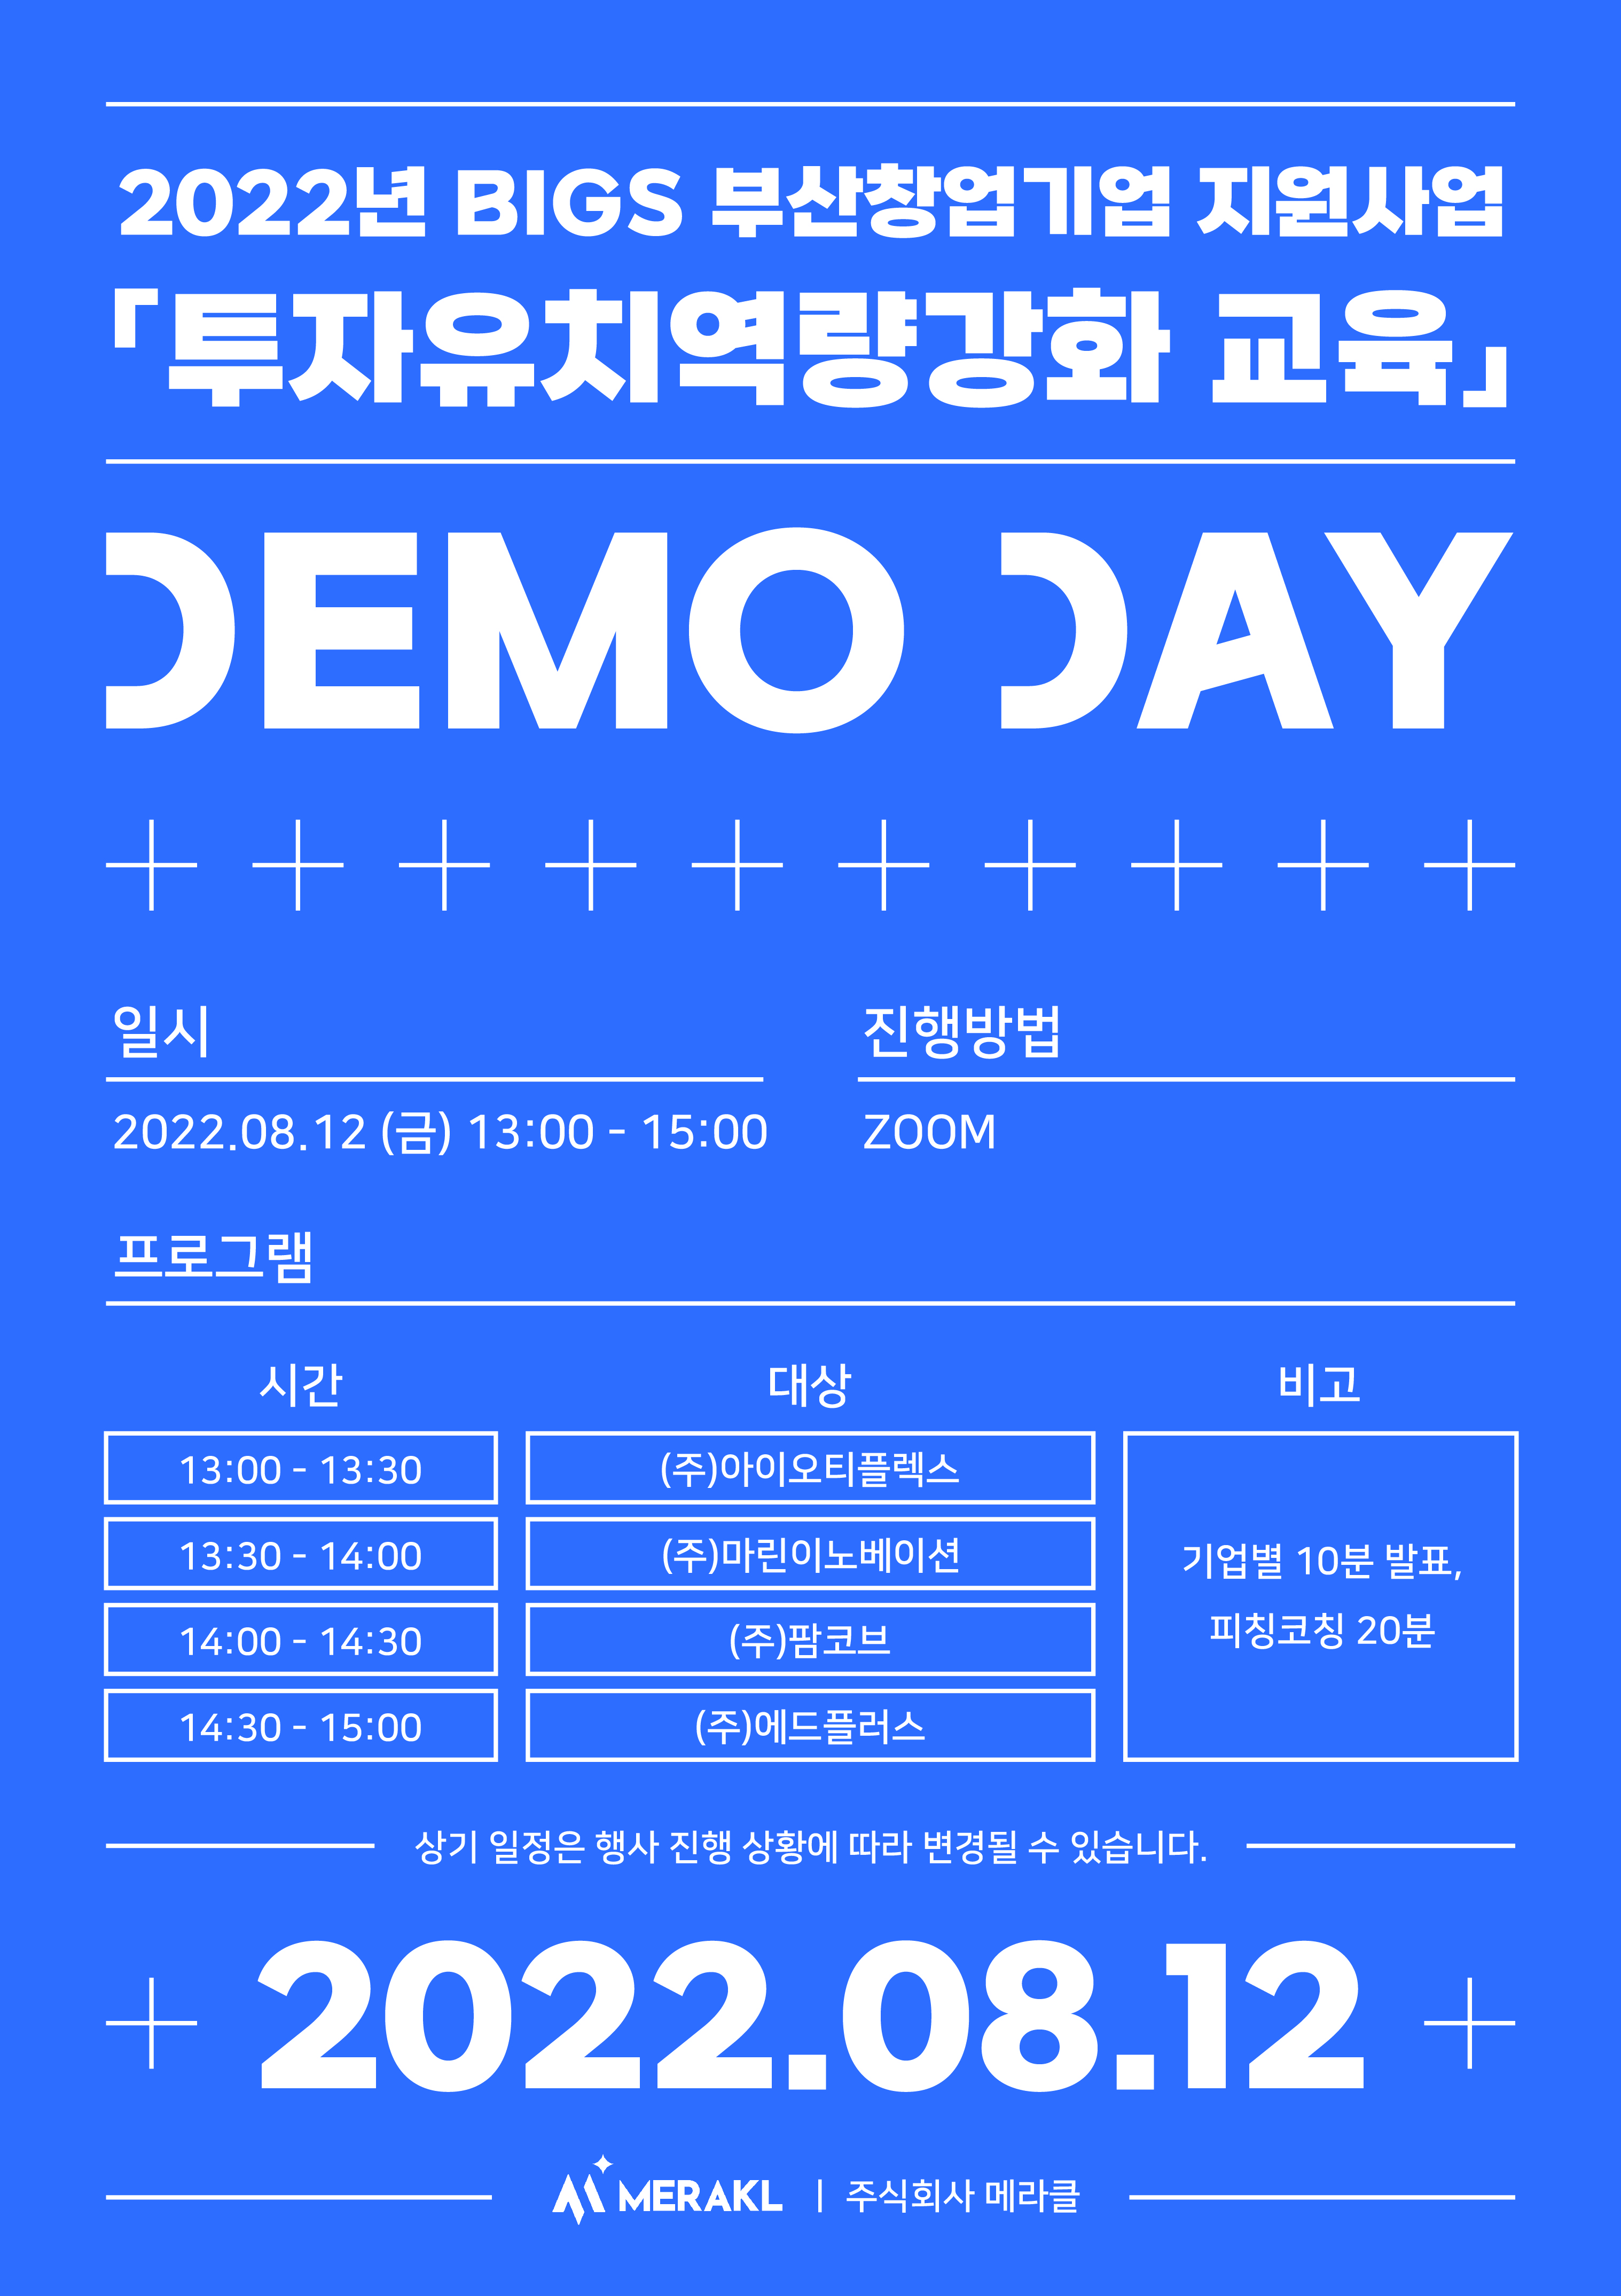 2022년 BIGS 부산창업기업 지원사업
「투자유치역량강화 교육」
DEMO DAY
일시
2022.08.12 (금) 13:00 - 15:00
진행방법
ZOOM
프로그램
시간 대상 비고
13:00 - 13:30 (주)아이오티플렉스
13:30 - 14:00 (주)마린이노베이션
14:00 - 14:30 (주)팜코브
14:30 - 15:00 (주)에드플러스
기업별 10분 발표,
피칭코칭 20분
상기 일정은 행사 진행 상황에 따라 변경될 수 있습니다.
2022.08.12
MERAKL | 주식회사 메라클